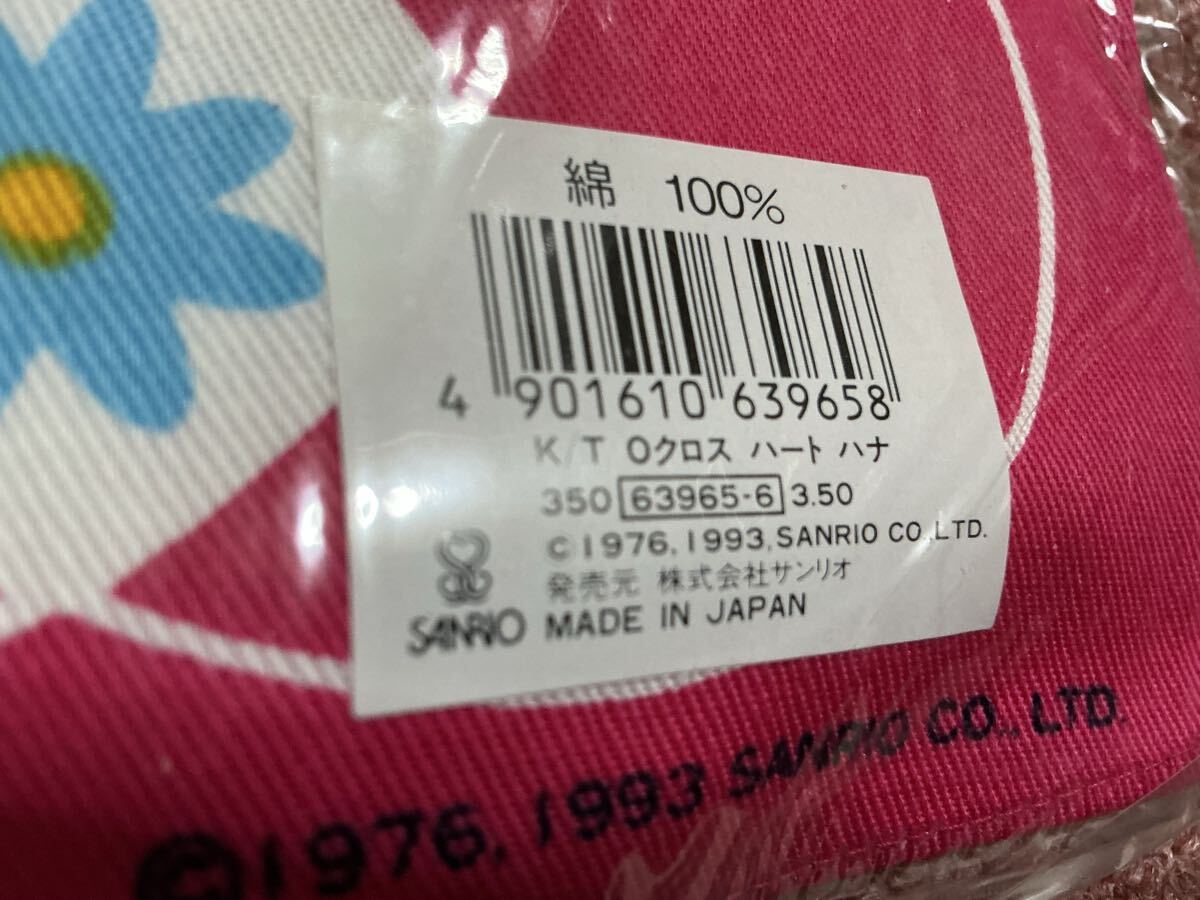 綿 100%
4 901610 639658
K/T Oクロス ハート ハナ
350 63965-6 3.50
©1976, 1993, SANRIO CO., LTD.
発売元 株式会社サンリオ
SANRIO MADE IN JAPAN
©1976, 1993 SANRIO CO., LTD.